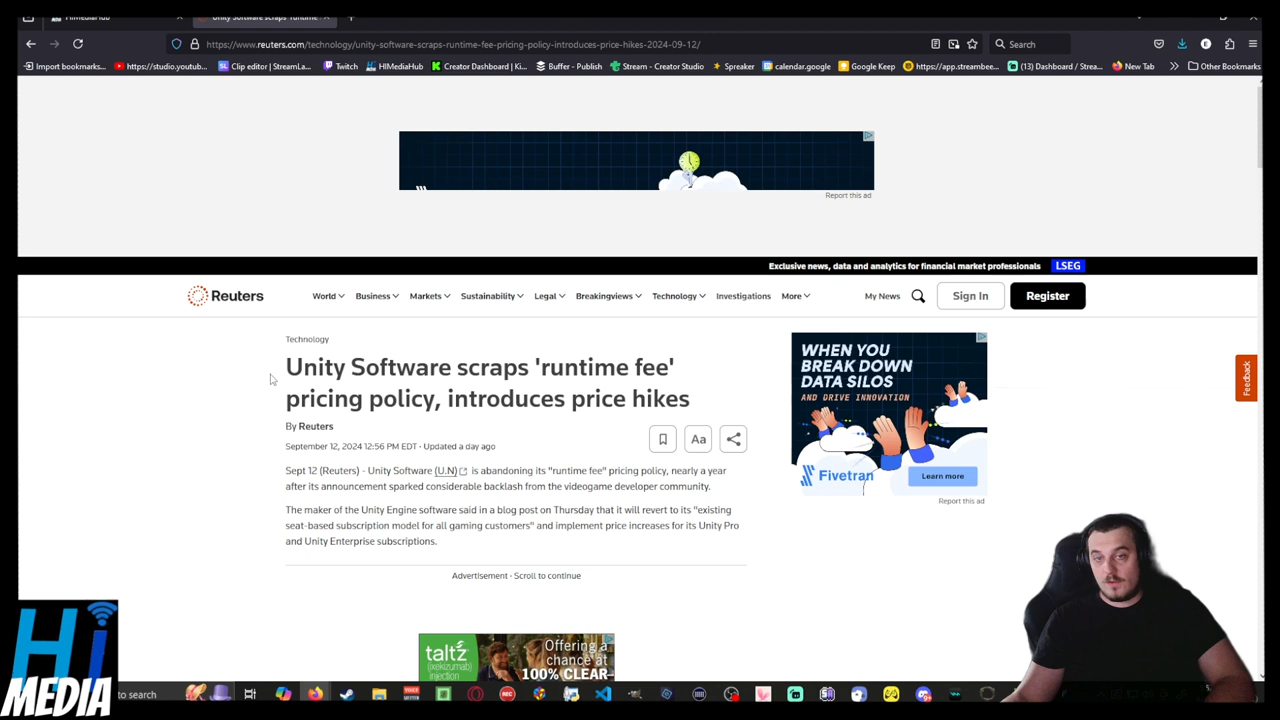 HiMediaHub
Unity Software scraps 'runtime
https://www.reuters.com/technology/unity-software-scraps-runtime-fee-pricing-policy-introduces-price-hikes-2024-09-12/
Search
Import bookmarks... https://studio.youtub... Clip editor | StreamLa... Twitch HIMediaHub Creator Dashboard | Ki... Buffer - Publish Stream - Creator Studio Spreaker calendar.google Google Keep https://app.streambee... (13) Dashboard / Strea... New Tab Other Bookmarks
Report this ad
Exclusive news, data and analytics for financial market professionals LSEG
Reuters World Business Markets Sustainability Legal Breakingviews Technology Investigations More My News Sign In Register
Technology
Unity Software scraps 'runtime fee'
pricing policy, introduces price hikes
By Reuters
September 12, 2024 12:56 PM EDT · Updated a day ago
Aa
Sept 12 (Reuters) - Unity Software (U.N) is abandoning its "runtime fee" pricing policy, nearly a year
after its announcement sparked considerable backlash from the videogame developer community.
The maker of the Unity Engine software said in a blog post on Thursday that it will revert to its "existing
seat-based subscription model for all gaming customers" and implement price increases for its Unity Pro
and Unity Enterprise subscriptions.
Advertisement · Scroll to continue
WHEN YOU
BREAK DOWN
DATA SILOS
AND DRIVE INNOVATION
Fivetran
Learn more
Report this ad
Feedback
taltz
(ixekizumab)
injection
Offering a
chance at
100% CLEAR
Hi
MEDIA
to search
REC